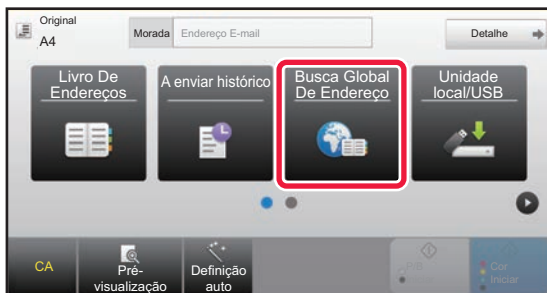 Original
A4
Morada
Endereço E-mail
Detalhe
Livro De
Endereços
A enviar histórico
Busca Global
De Endereço
Unidade
local/USB
CA
Pré-
visualização
Definição
auto
P/B
Iniciar
Cor
Iniciar